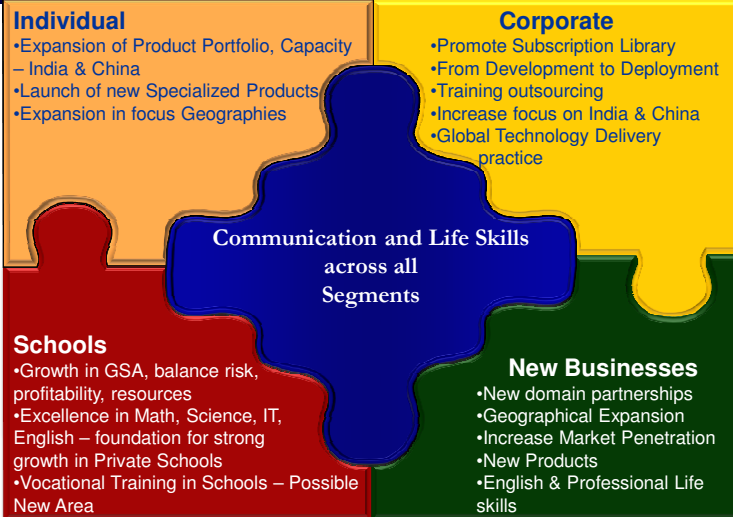 Individual
•Expansion of Product Portfolio, Capacity
– India & China
•Launch of new Specialized Products
•Expansion in focus Geographies
Corporate
•Promote Subscription Library
•From Development to Deployment
•Training outsourcing
•Increase focus on India & China
•Global Technology Delivery
practice
Communication and Life Skills
across all
Segments
Schools
•Growth in GSA, balance risk,
profitability, resources
•Excellence in Math, Science, IT,
English – foundation for strong
growth in Private Schools
•Vocational Training in Schools – Possible
New Area
New Businesses
•New domain partnerships
•Geographical Expansion
•Increase Market Penetration
•New Products
•English & Professional Life
skills